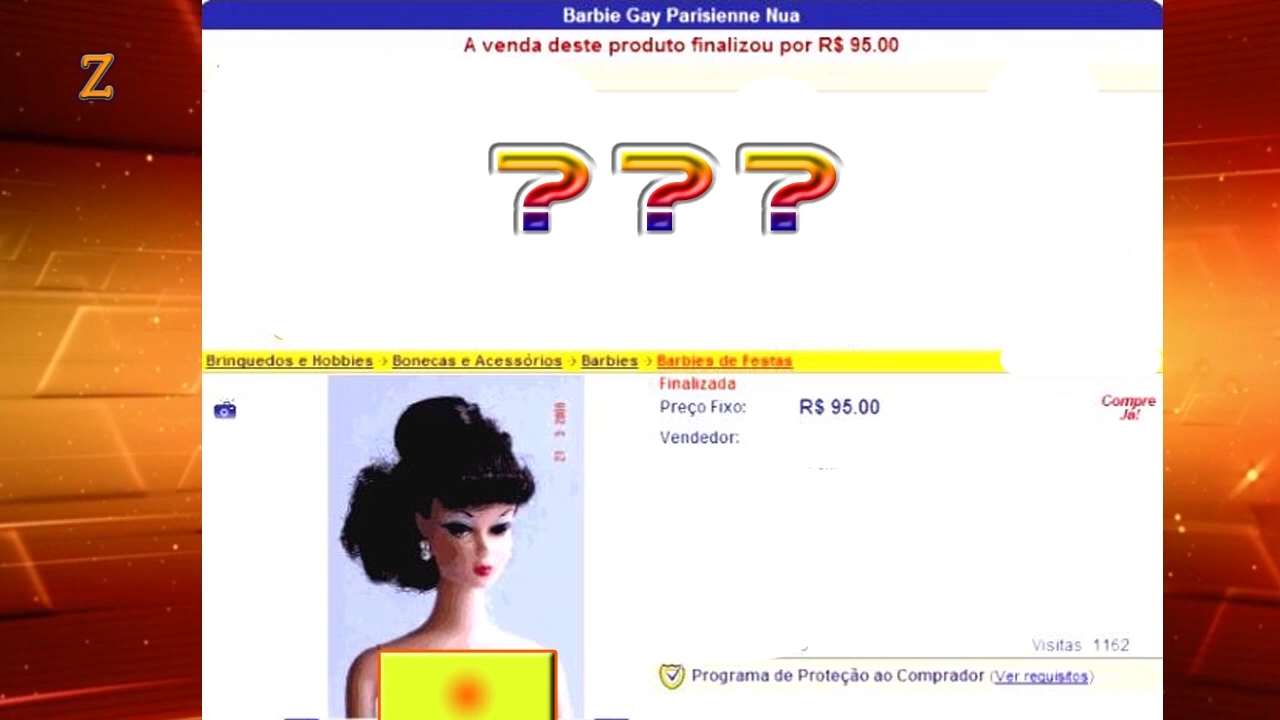 Barbie Gay Parisienne Nua
A venda deste produto finalizou por R$ 95.00
Z
? ? ?
Brinquedos e Hobbies > Bonecas e Acessórios > Barbies > Barbies de Festas
Finalizada
Preço Fixo: R$ 95.00
Compre Já!
Vendedor:
Visitas 1162
Programa de Proteção ao Comprador (Ver requisitos)